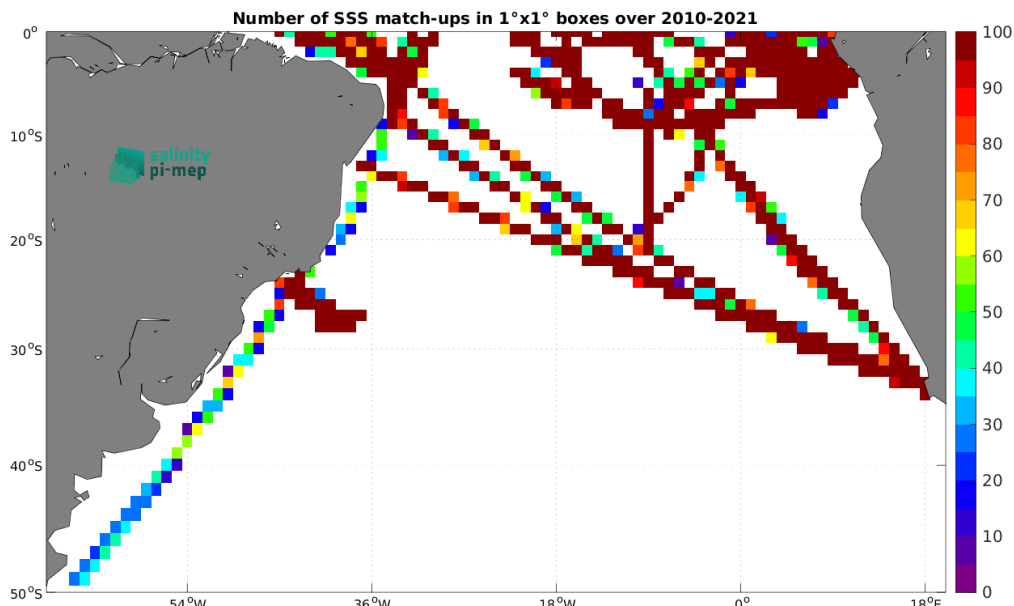 Number of SSS match-ups in 1°x1° boxes over 2010-2021
0°
10°S
20°S
30°S
40°S
50°S
54°W
36°W
18°W
0°
18°E
salinity
pi-mep
100
90
80
70
60
50
40
30
20
10
0